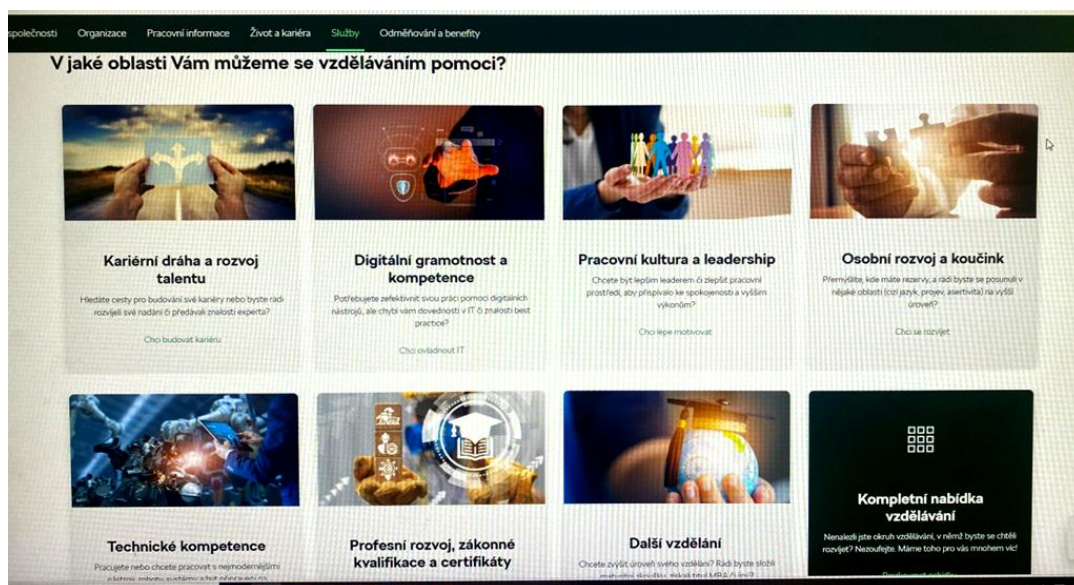 společnosti Organizace Pracovní informace Život a kariéra Služby Odměňování a benefity
V jaké oblasti Vám můžeme se vzděláváním pomoci?
Kariérní dráha a rozvoj
talentu
Hledáte cesty pro budování své kariéry nebo byste rádi
rozvíjeli své nadání či předávali znalosti experta?
Chci budovat kariéru
Digitální gramotnost a
kompetence
Potřebujete zefektivnit svou práci pomocí digitálních
nástrojů, ale chybí vám dovednosti v IT či znalosti best
practice?
Chci ovládnout IT
Pracovní kultura a leadership
Chcete být lepším leaderem či zlepšit pracovní
prostředí, aby přispívalo ke spokojenosti a vyšším
výkonům?
Chci lépe motivovat
Osobní rozvoj a koučink
Přemýšlíte, kde máte rezervy, a rádi byste se posunuli v
nějaké oblasti (cizí jazyk, projev, asertivita) na vyšší
úroveň?
Chci se rozvíjet
Technické kompetence
Pracujete nebo chcete pracovat s nejmodernějšími
Profesní rozvoj, zákonné
kvalifikace a certifikáty
Další vzdělání
Chcete zvýšit úroveň svého vzdělání? Rádi byste složili
Kompletní nabídka
vzdělávání
Nenalezli jste okruh vzdělávání, v němž byste se chtěli
rozvíjet? Nezoufejte. Máme toho pro vás mnohem víc!